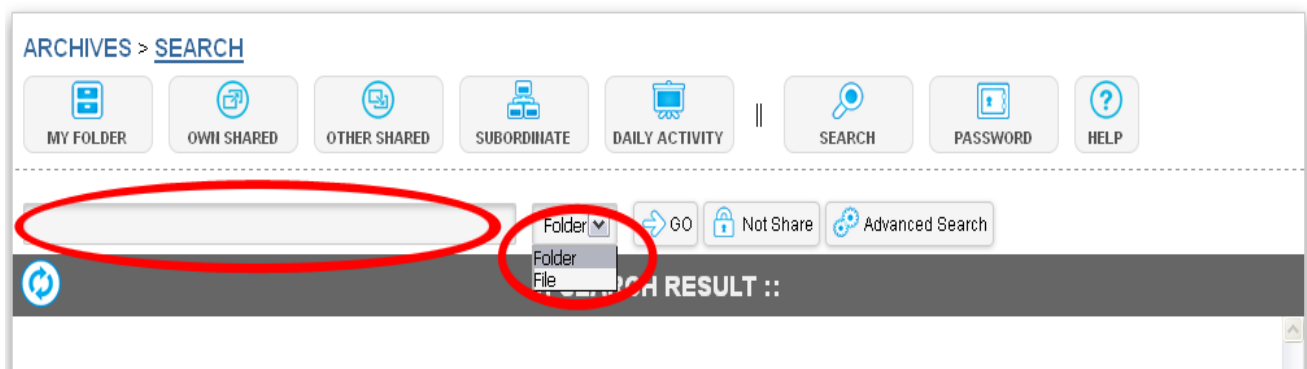 ARCHIVES > SEARCH
MY FOLDER OWN SHARED OTHER SHARED SUBORDINATE DAILY ACTIVITY || SEARCH PASSWORD HELP
Folder GO Not Share Advanced Search
Folder
File
SEARCH RESULT ::